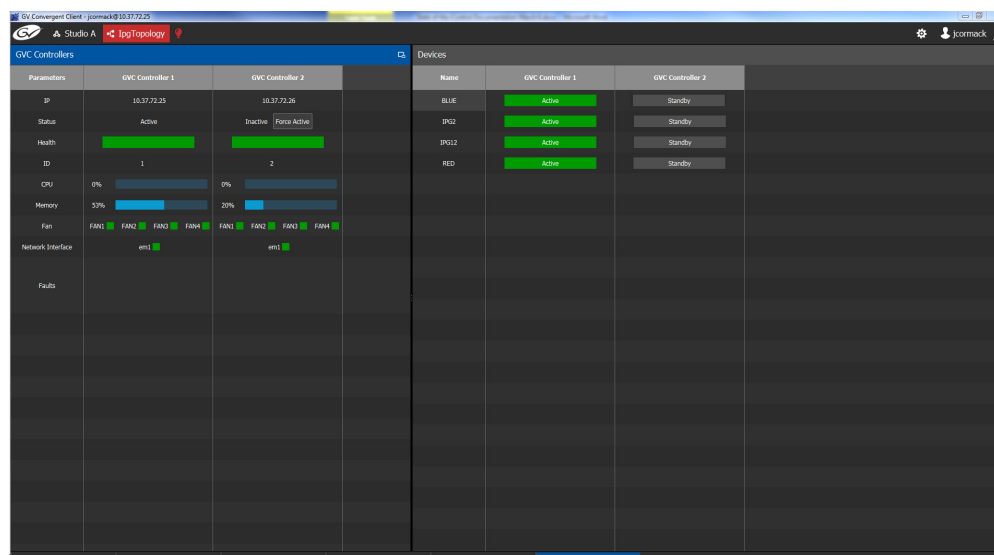 GV Convergent Client - jcormack@10.37.72.25
GV Studio A IpgTopology jcormack
GVC Controllers
Parameters GVC Controller 1 GVC Controller 2
IP 10.37.72.25 10.37.72.26
Status Active Inactive Force Active
Health
ID 1 2
CPU 0% 0%
Memory 53% 20%
Fan FAN1 FAN2 FAN3 FAN4 FAN1 FAN2 FAN3 FAN4
Network Interface em1 em1
Faults
Devices
Name GVC Controller 1 GVC Controller 2
BLUE Active Standby
IPG2 Active Standby
IPG12 Active Standby
RED Active Standby